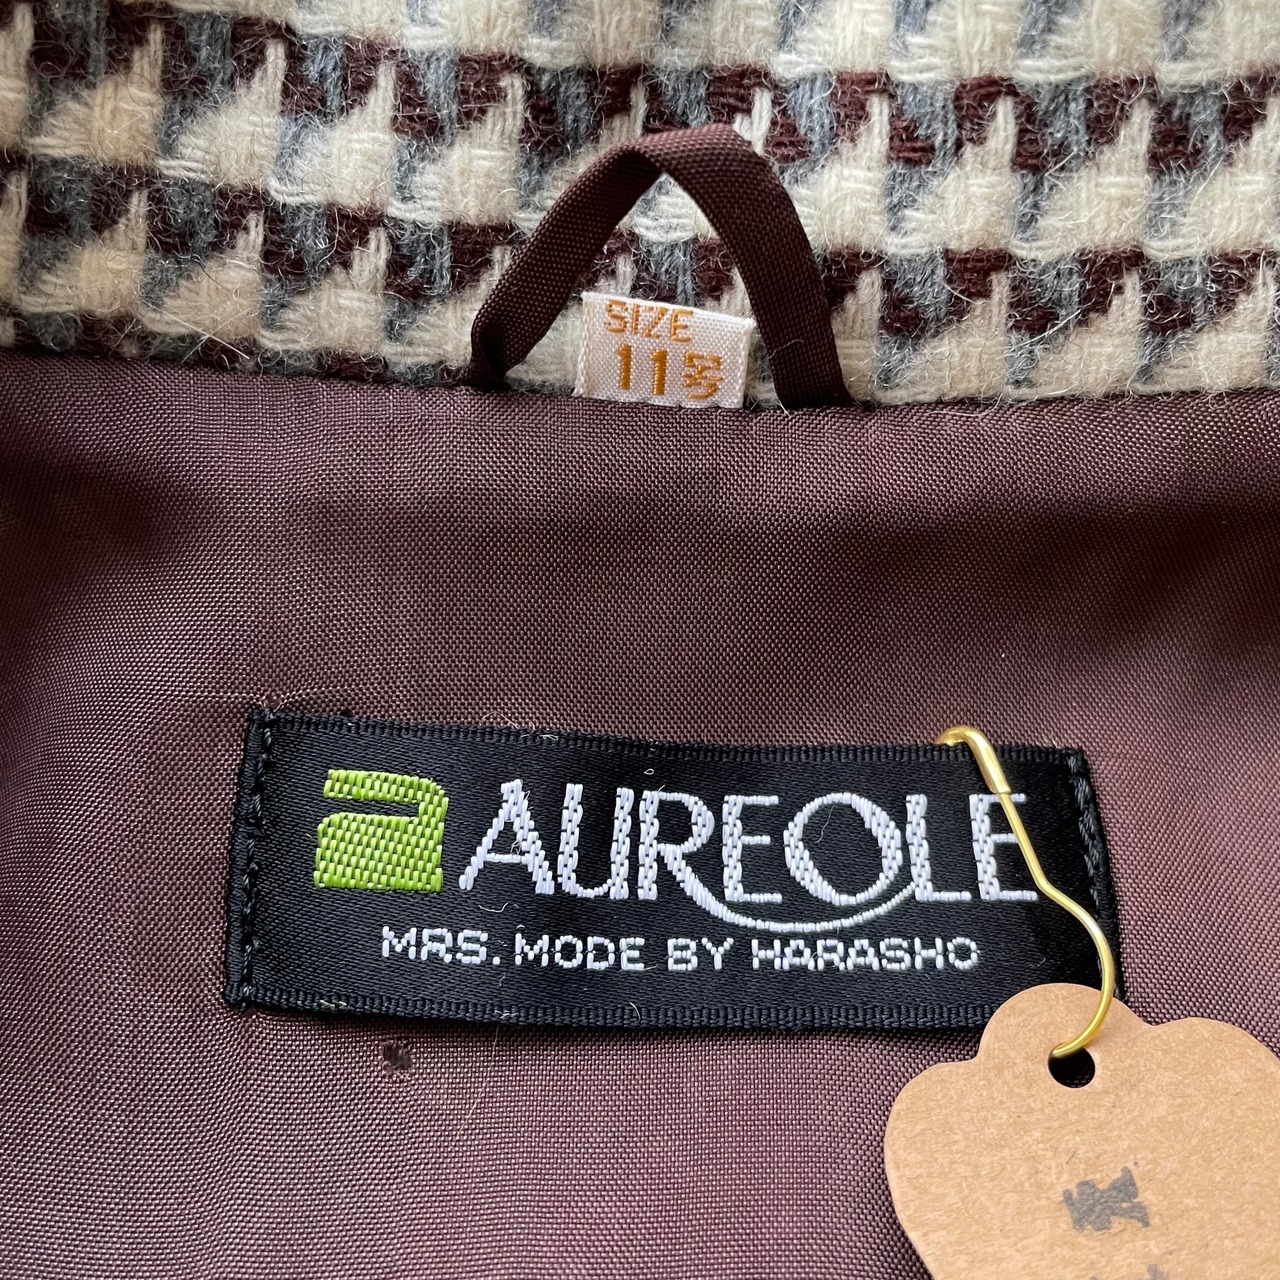 SIZE
11号
a AUREOLE
MRS. MODE BY HARASHO